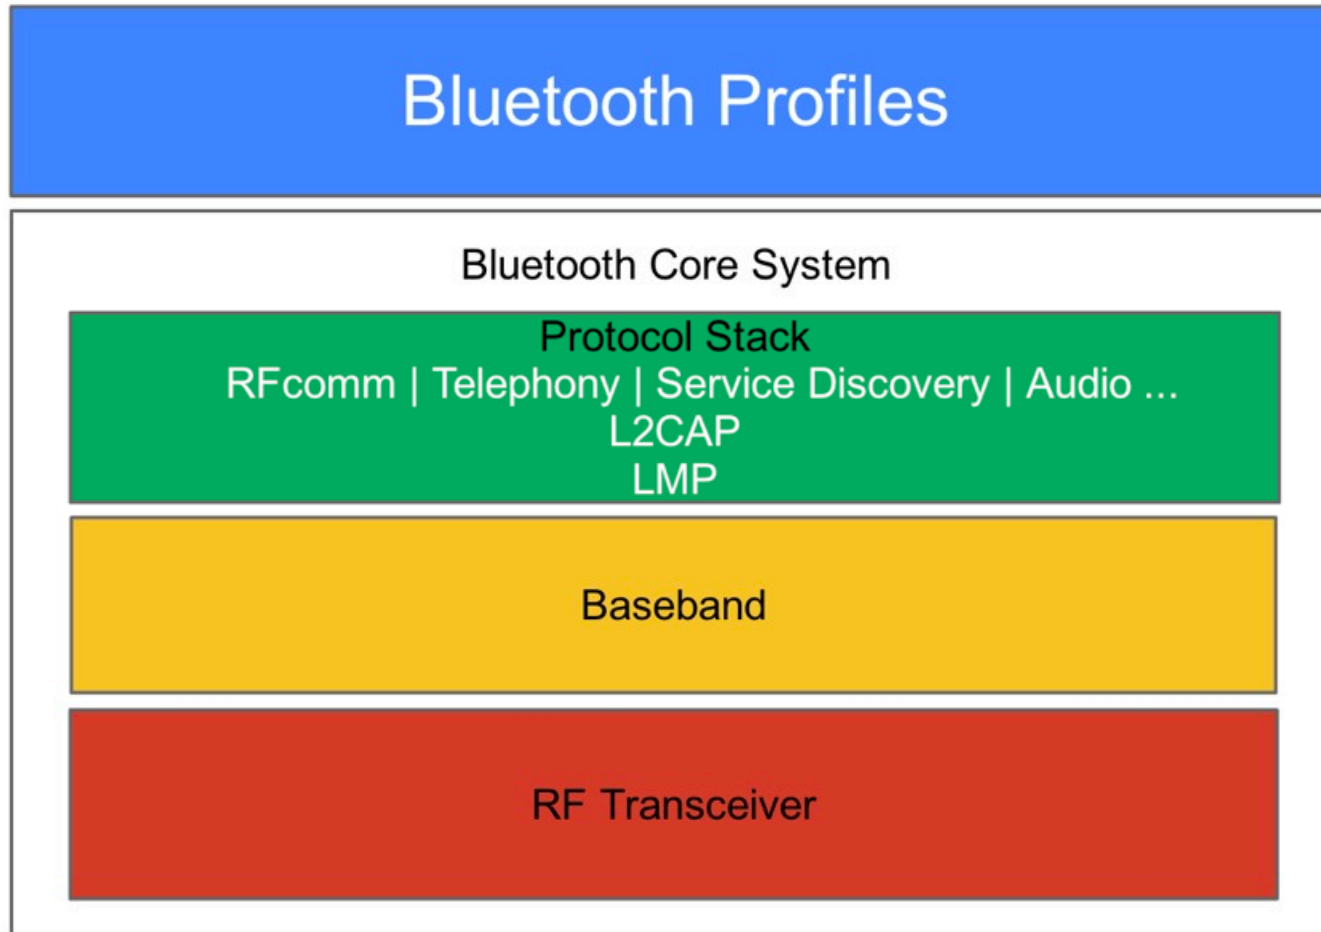 Bluetooth Profiles
Bluetooth Core System
Protocol Stack
RFcomm | Telephony | Service Discovery | Audio ...
L2CAP
LMP
Baseband
RF Transceiver